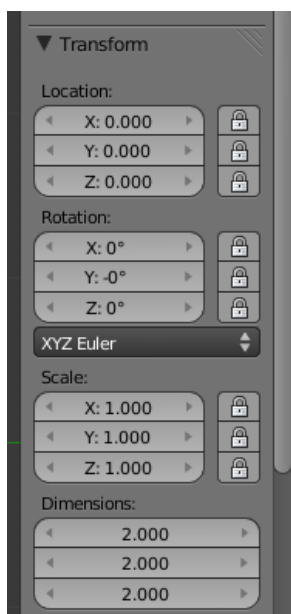 Transform
Location:
X: 0.000
Y: 0.000
Z: 0.000
Rotation:
X: 0°
Y: -0°
Z: 0°
XYZ Euler
Scale:
X: 1.000
Y: 1.000
Z: 1.000
Dimensions:
2.000
2.000
2.000